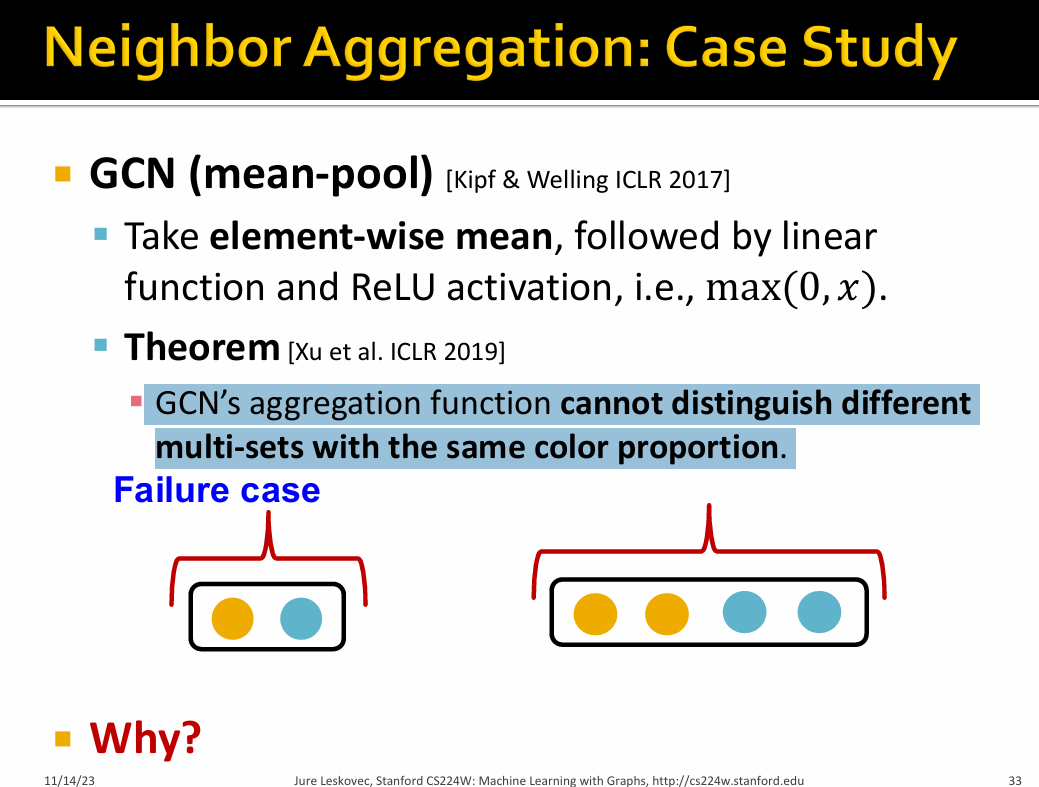 Neighbor Aggregation: Case Study
GCN (mean-pool) [Kipf & Welling ICLR 2017]
Take element-wise mean, followed by linear
function and ReLU activation, i.e., max(0, 𝑥).
Theorem [Xu et al. ICLR 2019]
GCN’s aggregation function cannot distinguish different
multi-sets with the same color proportion.
Failure case
Why?
11/14/23 Jure Leskovec, Stanford CS224W: Machine Learning with Graphs, http://cs224w.stanford.edu 33